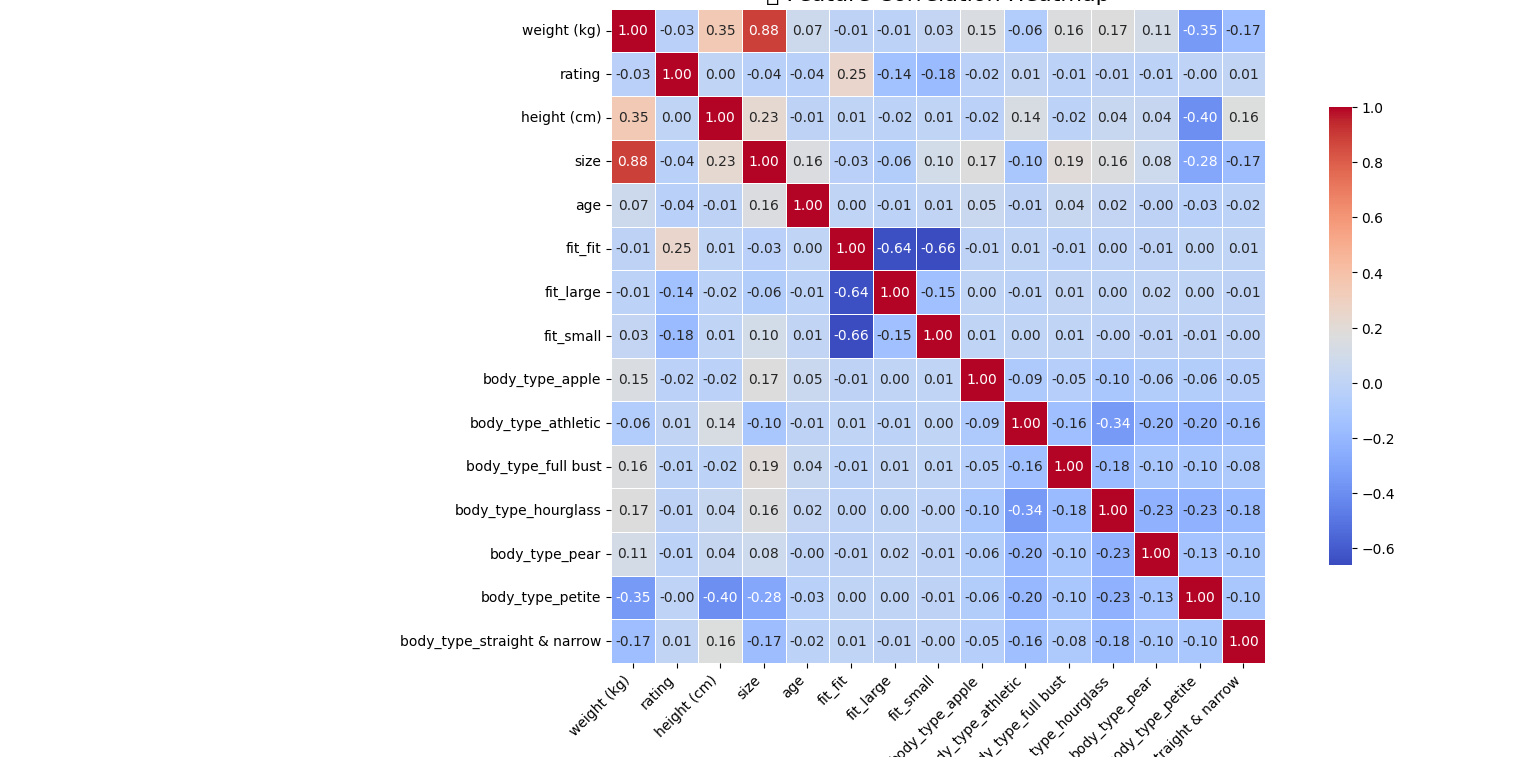 Feature Correlation Heatmap
weight (kg) 1.00 -0.03 0.35 0.88 0.07 -0.01 -0.01 0.03 0.15 -0.06 0.16 0.17 0.11 -0.35 -0.17
rating -0.03 1.00 0.00 -0.04 -0.04 0.25 -0.14 -0.18 -0.02 0.01 -0.01 -0.01 -0.01 -0.00 0.01
height (cm) 0.35 0.00 1.00 0.23 -0.01 0.01 -0.02 0.01 -0.02 0.14 -0.02 0.04 0.04 -0.40 0.16
size 0.88 -0.04 0.23 1.00 0.16 -0.03 -0.06 0.10 0.17 -0.10 0.19 0.16 0.08 -0.28 -0.17
age 0.07 -0.04 -0.01 0.16 1.00 0.00 -0.01 0.01 0.05 -0.01 0.04 0.02 -0.00 -0.03 -0.02
fit_fit -0.01 0.25 0.01 -0.03 0.00 1.00 -0.64 -0.66 -0.01 0.01 -0.01 0.00 -0.01 0.00 0.01
fit_large -0.01 -0.14 -0.02 -0.06 -0.01 -0.64 1.00 -0.15 0.00 -0.01 0.01 0.00 0.02 0.00 -0.01
fit_small 0.03 -0.18 0.01 0.10 0.01 -0.66 -0.15 1.00 0.01 0.00 0.01 -0.00 -0.01 -0.01 -0.00
body_type_apple 0.15 -0.02 -0.02 0.17 0.05 -0.01 0.00 0.01 1.00 -0.09 -0.05 -0.10 -0.06 -0.06 -0.05
body_type_athletic -0.06 0.01 0.14 -0.10 -0.01 0.01 -0.01 0.00 -0.09 1.00 -0.16 -0.34 -0.20 -0.20 -0.16
body_type_full bust 0.16 -0.01 -0.02 0.19 0.04 -0.01 0.01 0.01 -0.05 -0.16 1.00 -0.18 -0.10 -0.10 -0.08
body_type_hourglass 0.17 -0.01 0.04 0.16 0.02 0.00 0.00 -0.00 -0.10 -0.34 -0.18 1.00 -0.23 -0.23 -0.18
body_type_pear 0.11 -0.01 0.04 0.08 -0.00 -0.01 0.02 -0.01 -0.06 -0.20 -0.10 -0.23 1.00 -0.13 -0.10
body_type_petite -0.35 -0.00 -0.40 -0.28 -0.03 0.00 0.00 -0.01 -0.06 -0.20 -0.10 -0.23 -0.13 1.00 -0.10
body_type_straight & narrow -0.17 0.01 0.16 -0.17 -0.02 0.01 -0.01 -0.00 -0.05 -0.16 -0.08 -0.18 -0.10 -0.10 1.00
weight (kg)
rating
height (cm)
size
age
fit_fit
fit_large
fit_small
body_type_apple
dy_type_athletic
dy_type_full bust
type_hourglass
body_type_pear
ody_type_petite
traight & narrow
1.0
0.8
0.6
0.4
0.2
0.0
−0.2
−0.4
−0.6